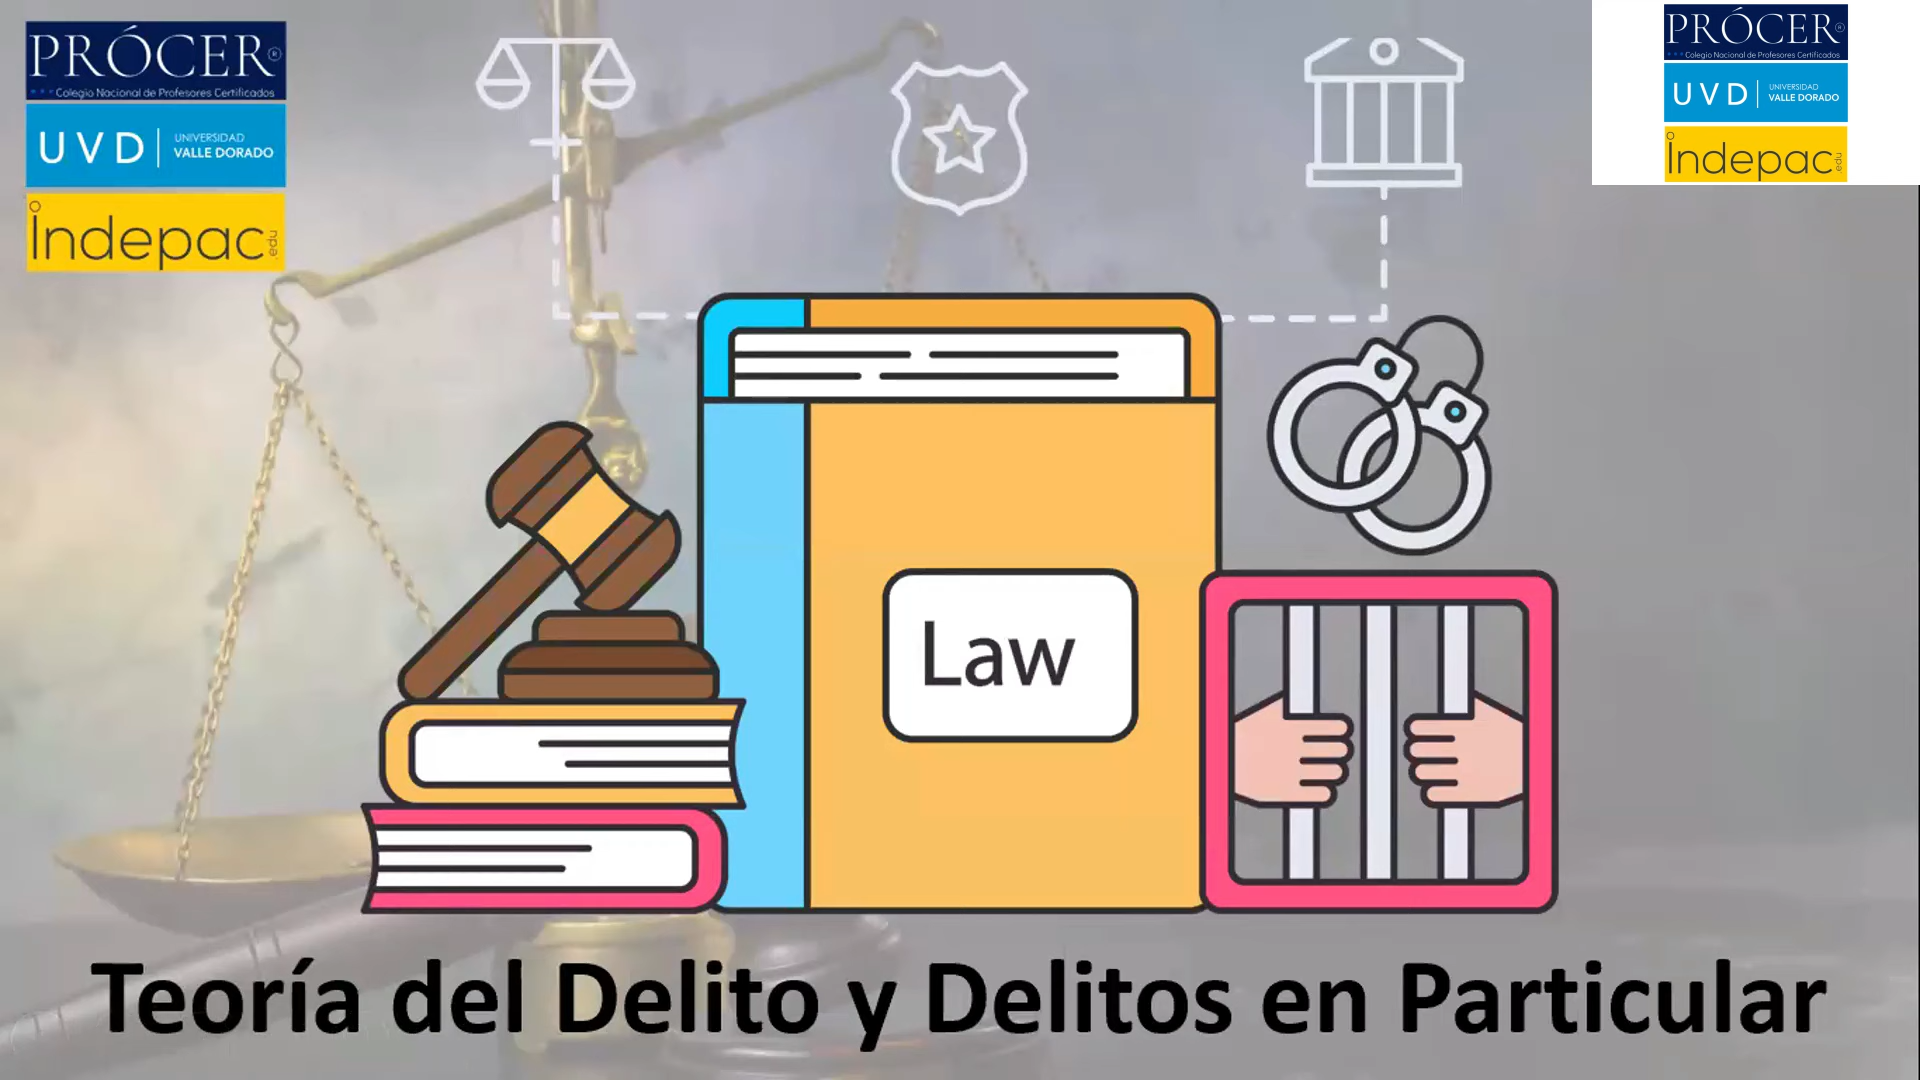 PRÓCER®
Colegio Nacional de Profesores Certificados
UVD
UNIVERSIDAD
VALLE DORADO
indepac.edu
PRÓCER®
Colegio Nacional de Profesores Certificados
UVD
UNIVERSIDAD
VALLE DORADO
indepac.edu
Law
Teoría del Delito y Delitos en Particular